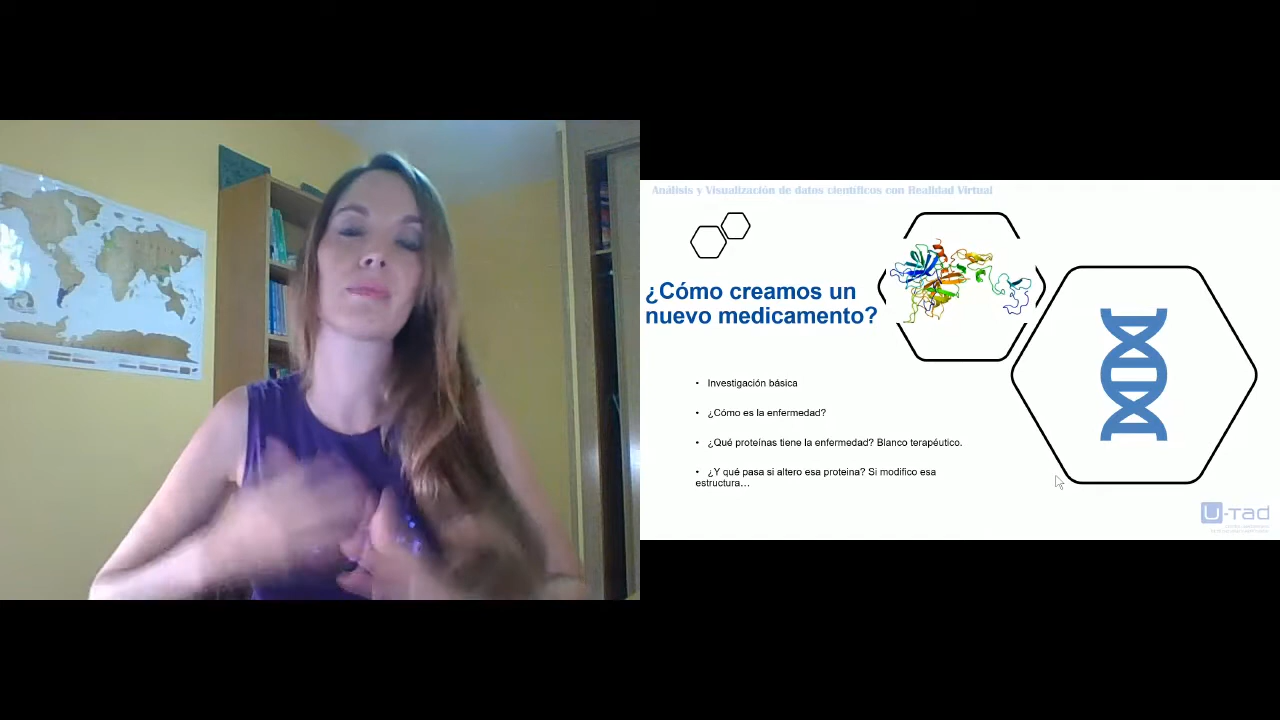 Análisis y Visualización de datos científicos con Realidad Virtual
¿Cómo creamos un
nuevo medicamento?
• Investigación básica
• ¿Cómo es la enfermedad?
• ¿Qué proteínas tiene la enfermedad? Blanco terapéutico.
• ¿Y qué pasa si altero esa proteina? Si modifico esa
estructura…
U-Tad